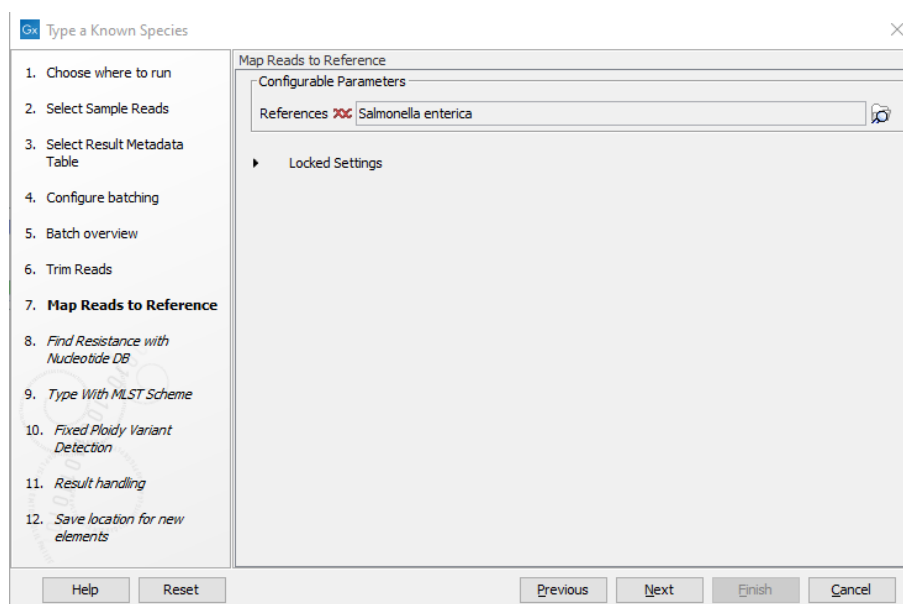 Gx Type a Known Species
1. Choose where to run
2. Select Sample Reads
3. Select Result Metadata
Table
4. Configure batching
5. Batch overview
6. Trim Reads
7. Map Reads to Reference
8. Find Resistance with
Nucleotide DB
9. Type With MLST Scheme
10. Fixed Ploidy Variant
Detection
11. Result handling
12. Save location for new
elements
Map Reads to Reference
Configurable Parameters
References Salmonella enterica
Locked Settings
Help Reset Previous Next Finish Cancel